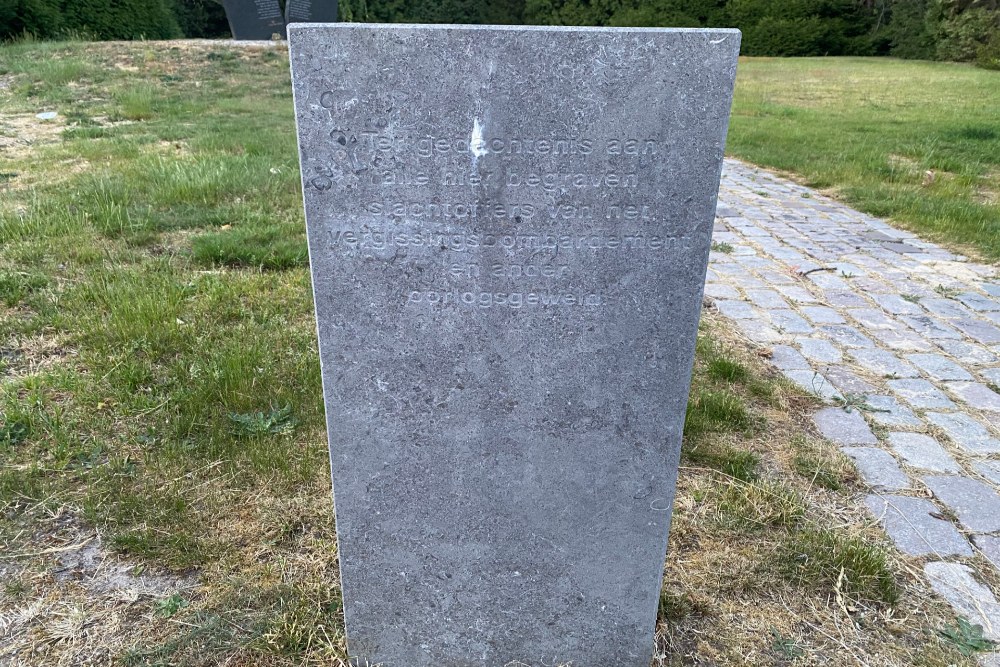 Ter gedachtenis aan
alle hier begraven
slachtoffers van het
vergissingsbombardement
en ander
oorlogsgeweld.